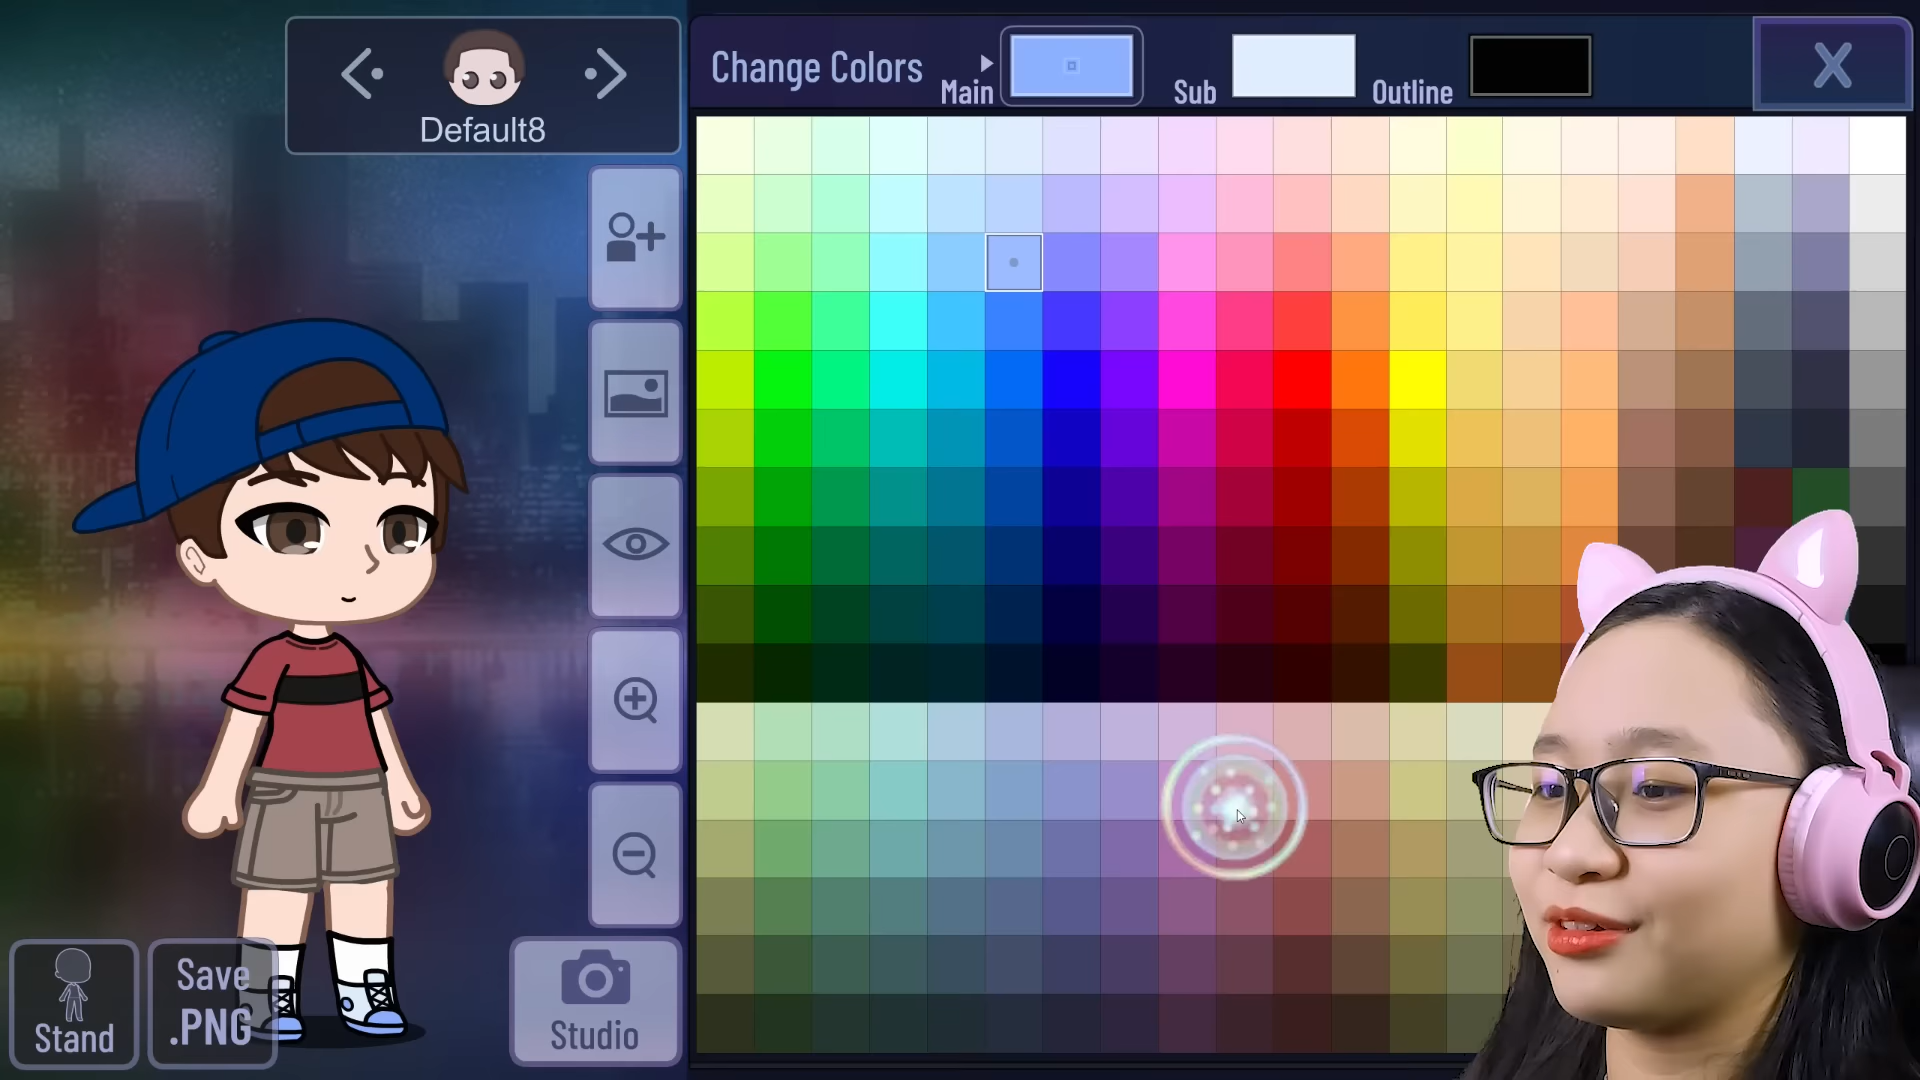 Default8
Change Colors
Main
Sub
Outline
X
Stand
Save
.PNG
Studio